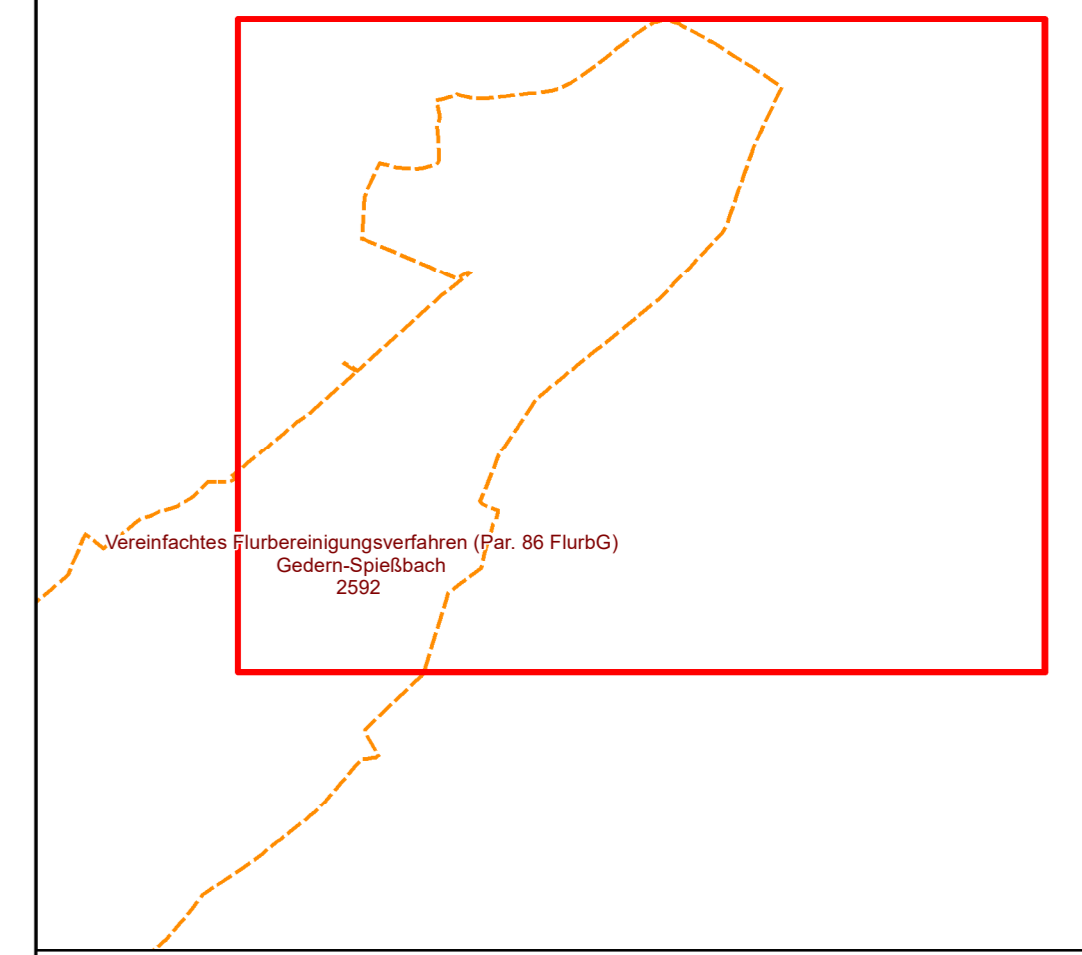 Vereinfachtes Flurbereinigungsverfahren (Par. 86 FlurbG)
Gedern-Spießbach
2592